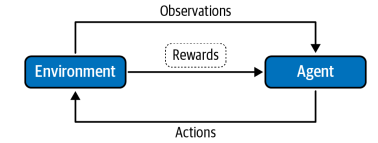 Observations
Rewards
Environment
Agent
Actions